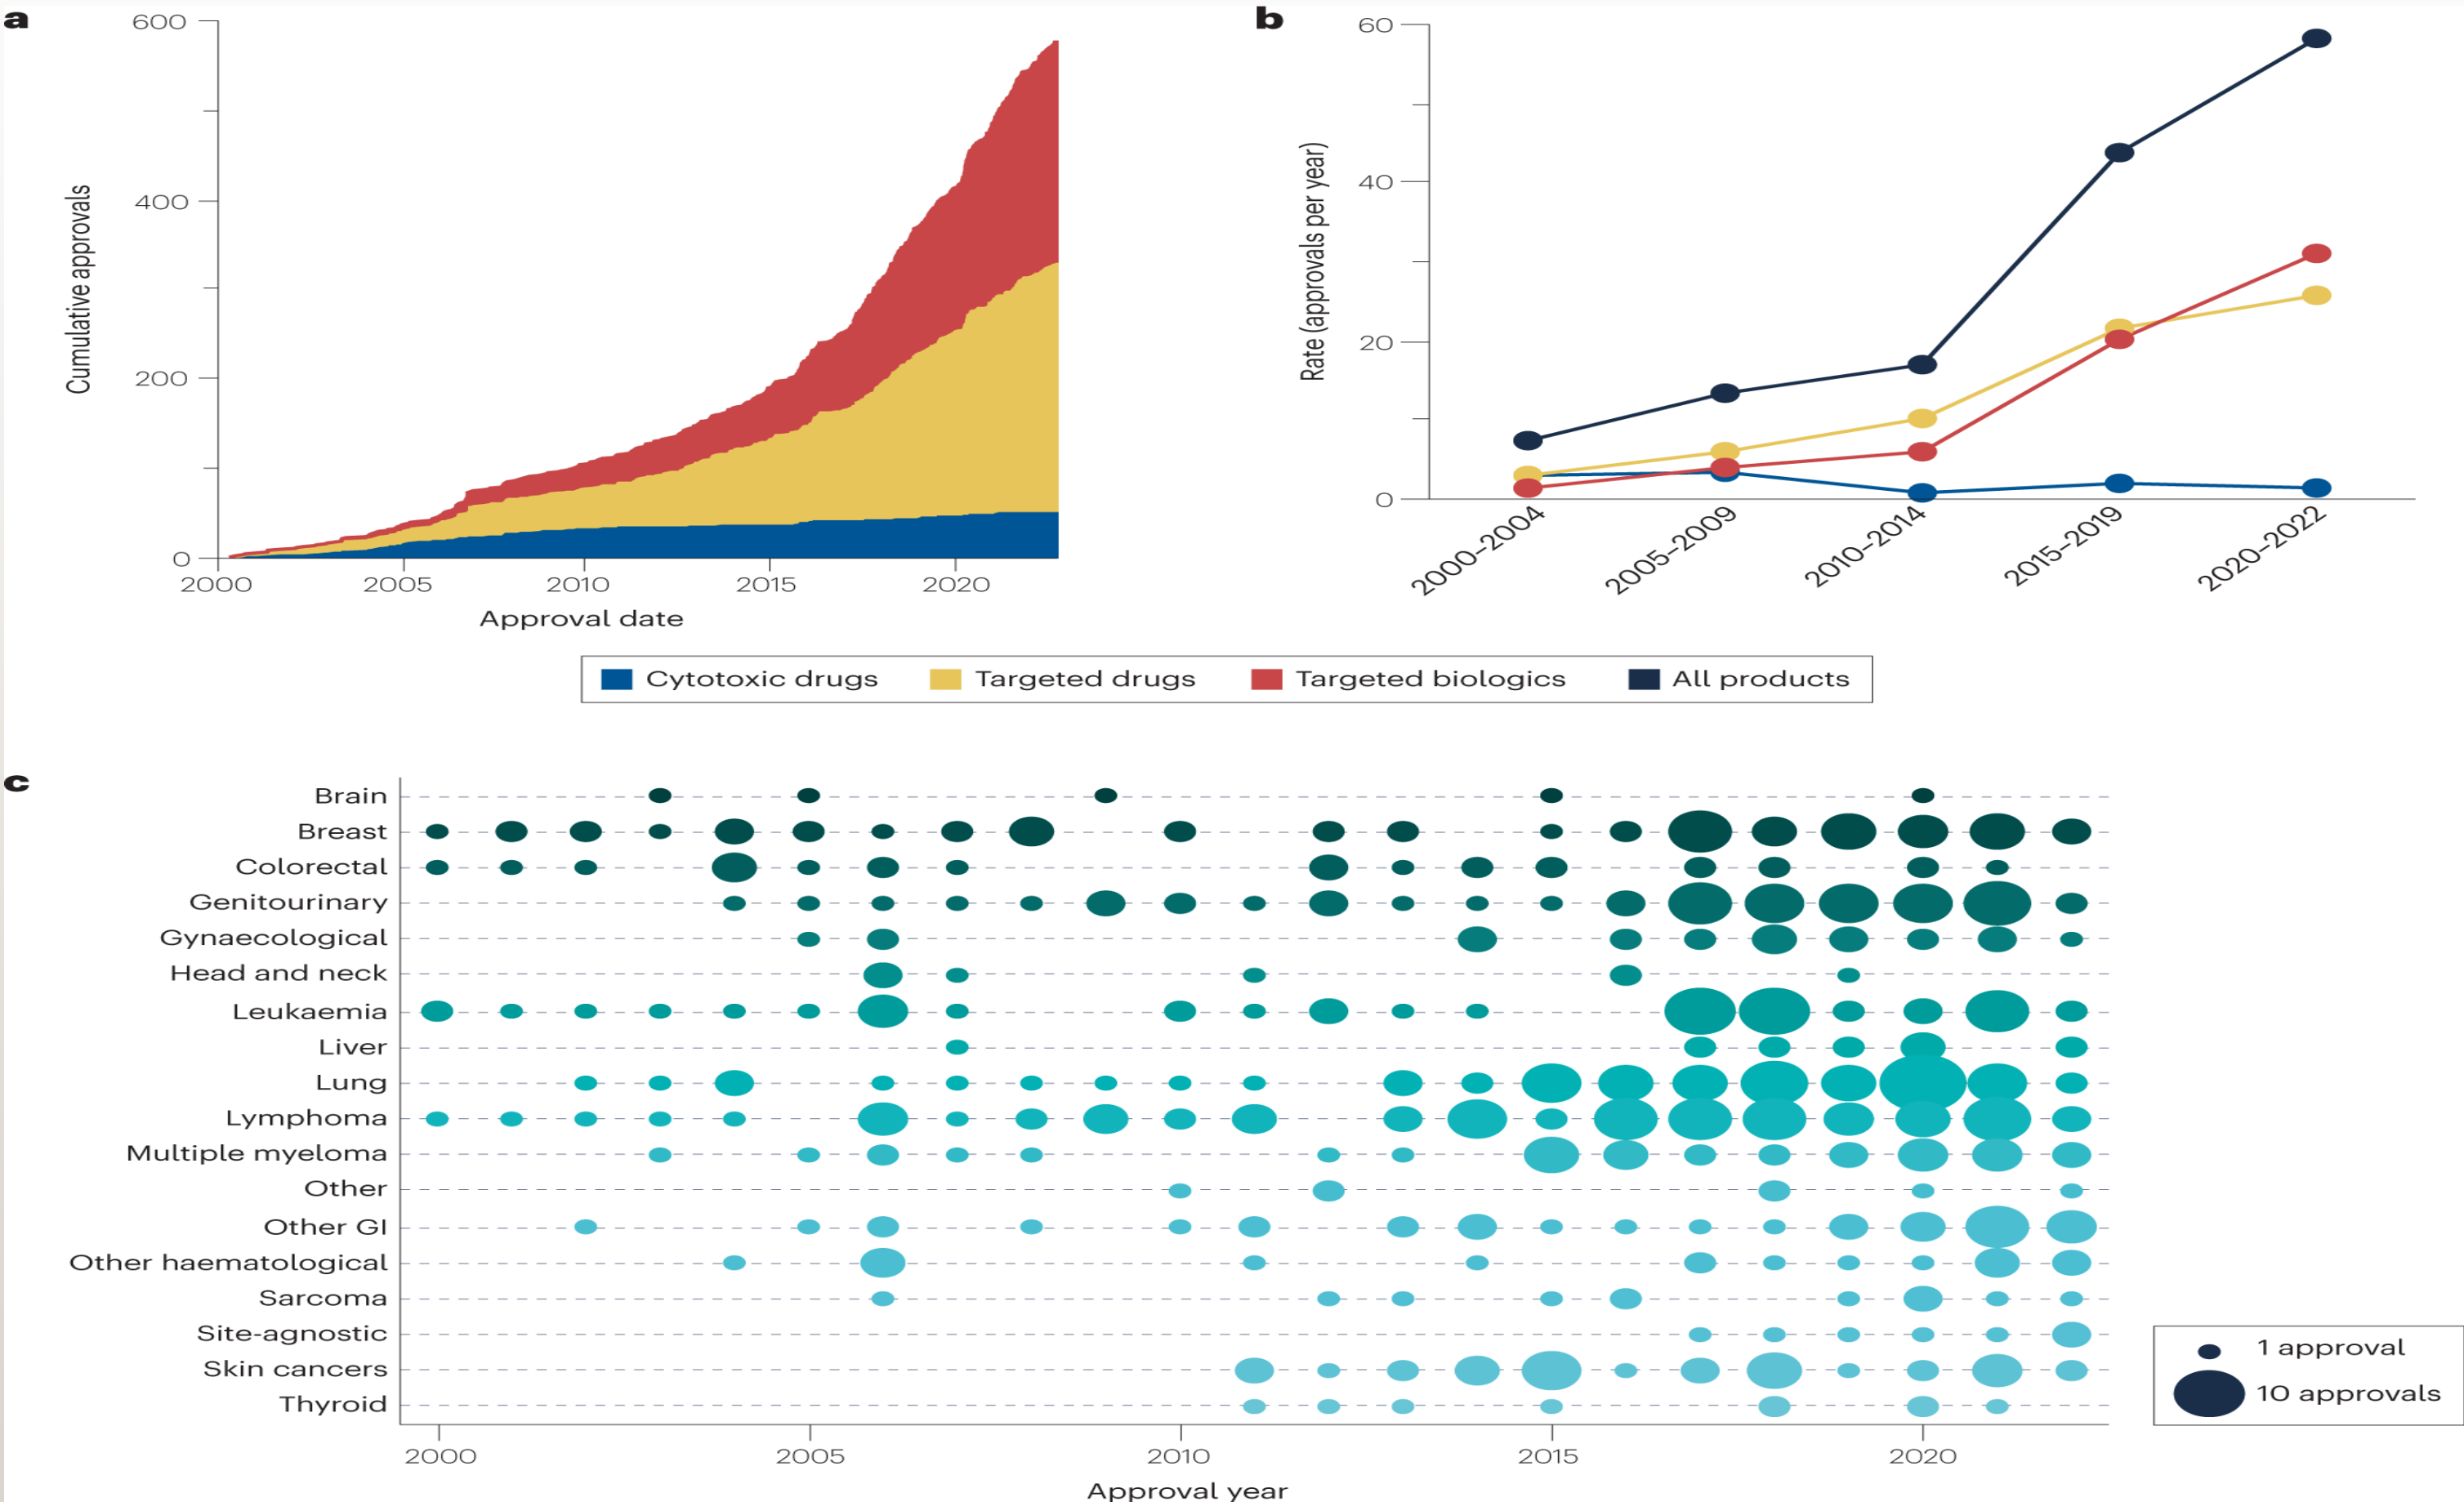 a
600
400
200
0
Cumulative approvals
2000
2005
2010
2015
2020
Approval date
b
60
40
20
0
Rate (approvals per year)
2000–2004
2005–2009
2010–2014
2015–2019
2020–2022
Cytotoxic drugs
Targeted drugs
Targeted biologics
All products
c
Brain
Breast
Colorectal
Genitourinary
Gynaecological
Head and neck
Leukaemia
Liver
Lung
Lymphoma
Multiple myeloma
Other
Other GI
Other haematological
Sarcoma
Site-agnostic
Skin cancers
Thyroid
2000
2005
2010
2015
2020
Approval year
1 approval
10 approvals